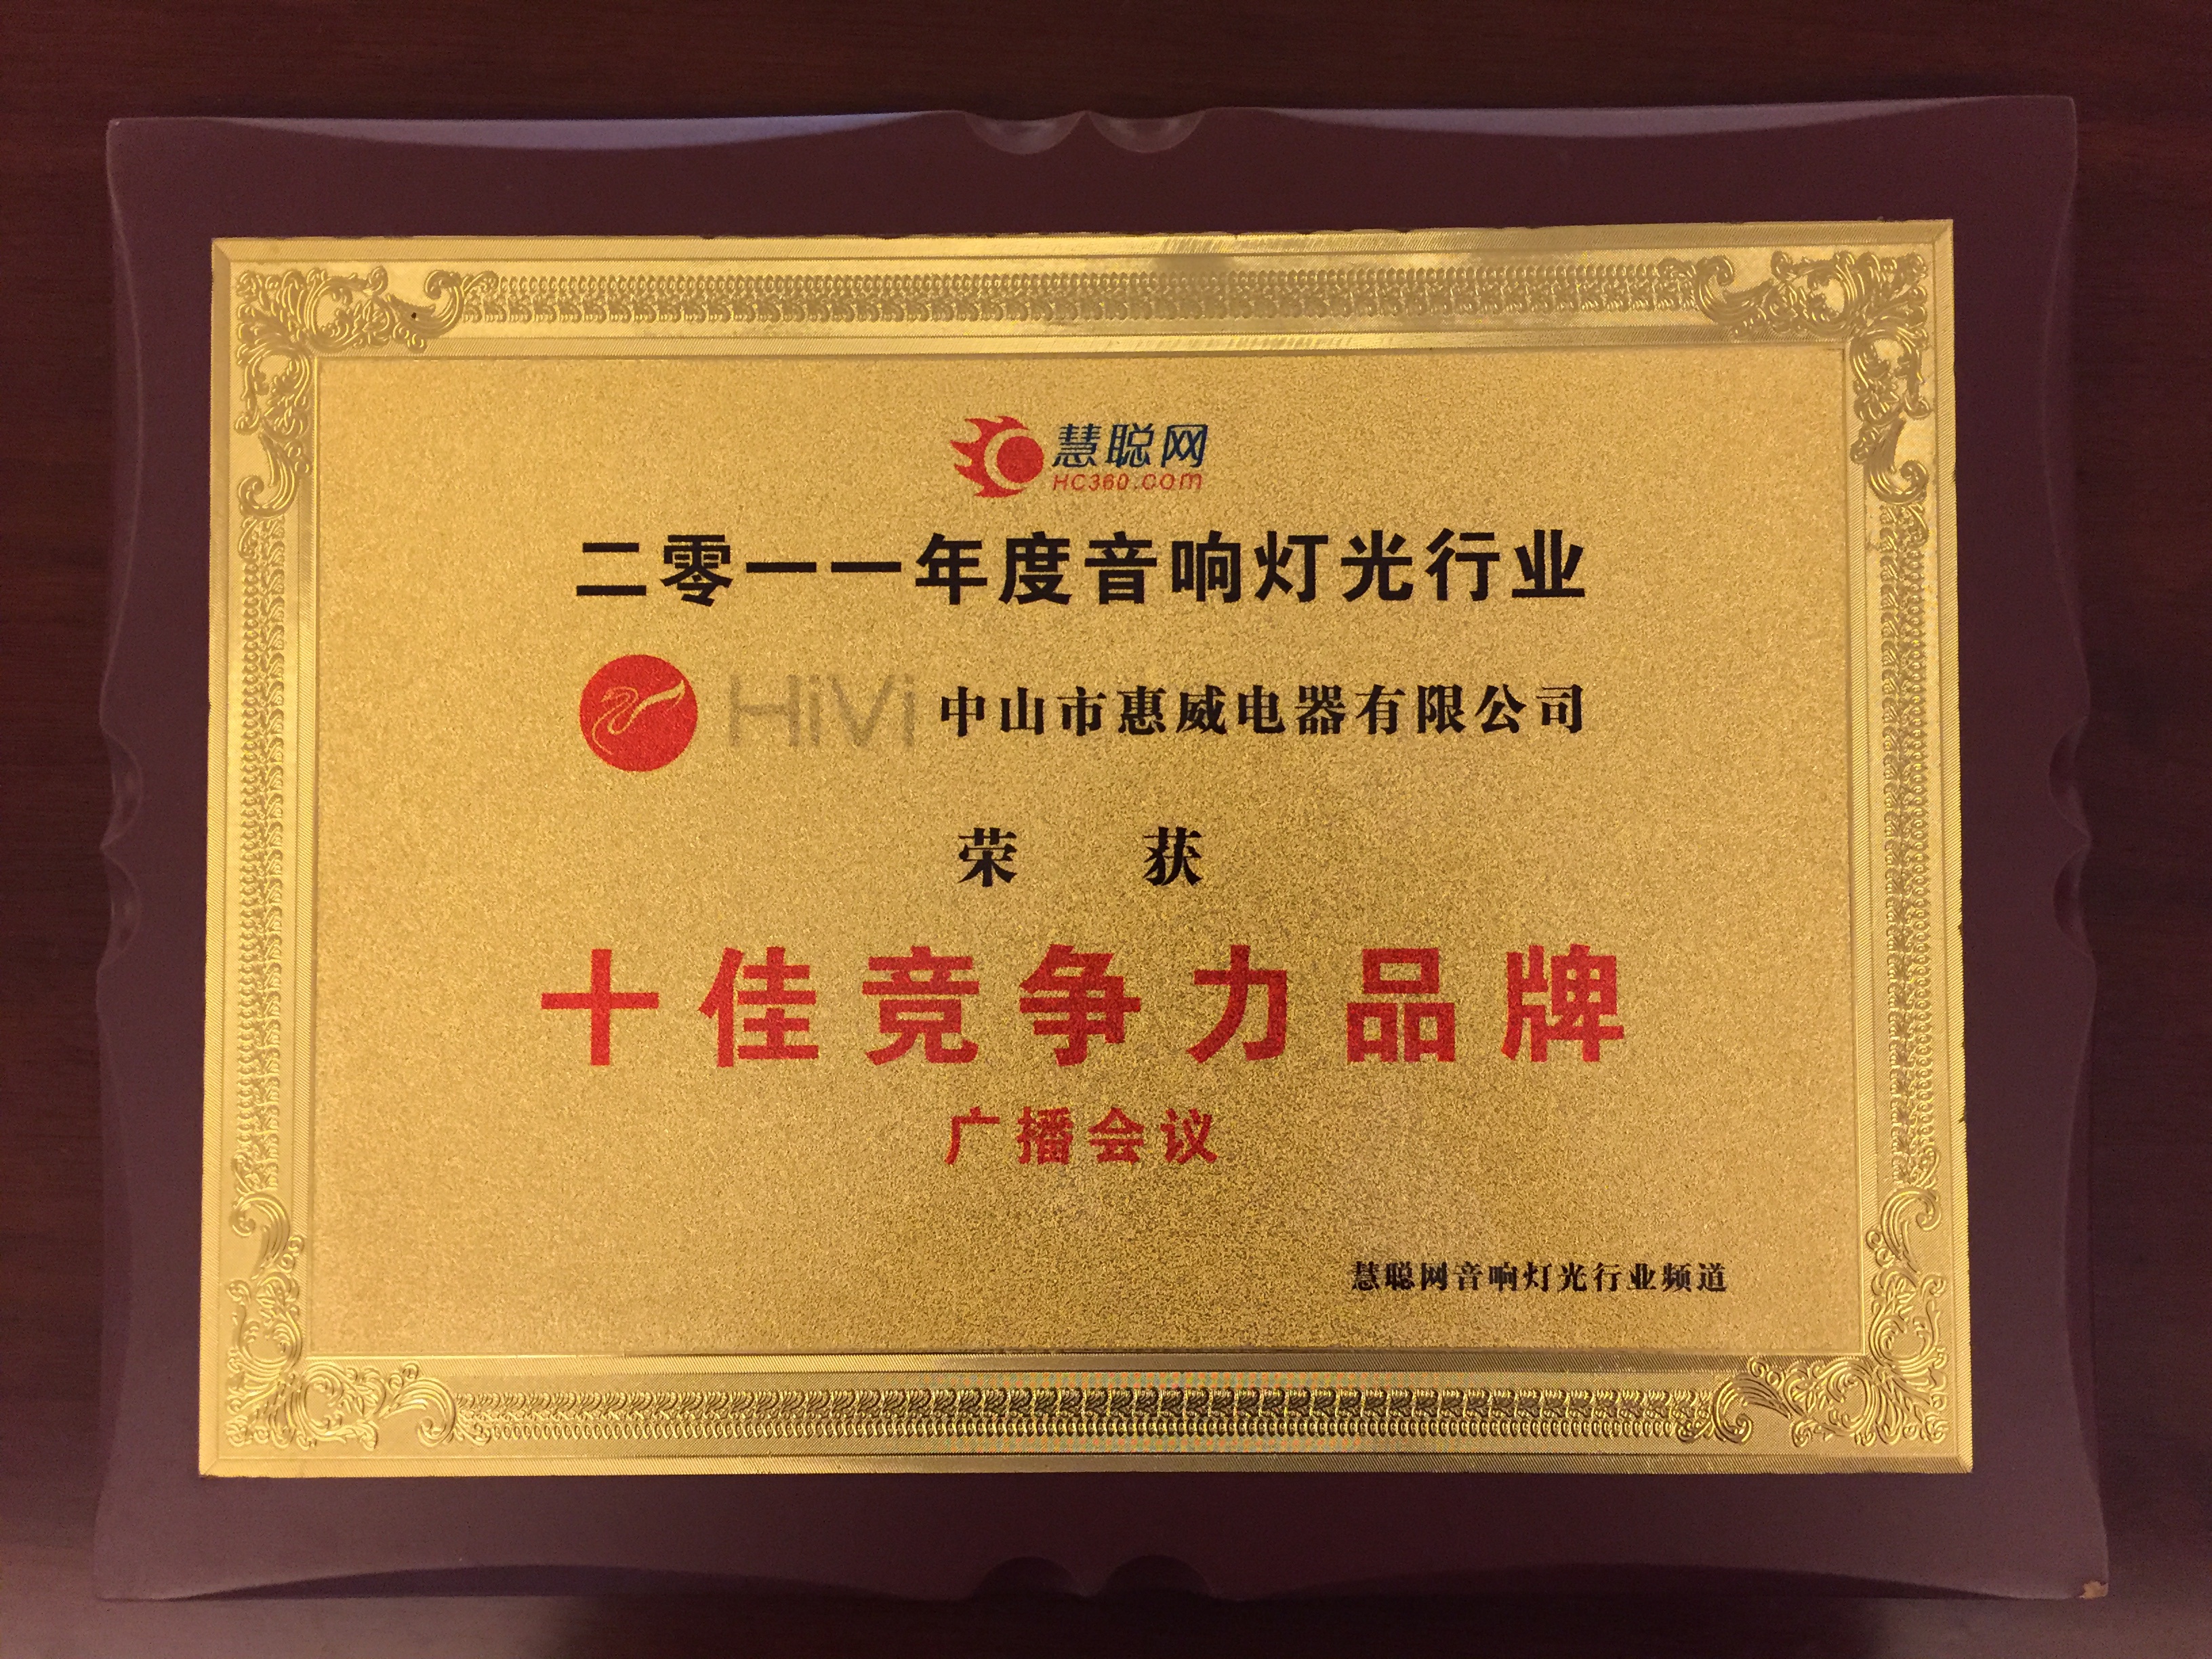 慧聪网
HC360.com
二零一一年度音响灯光行业
HiVi 中山市惠威电器有限公司
荣 获
十佳竞争力品牌
广播会议
慧聪网音响灯光行业频道